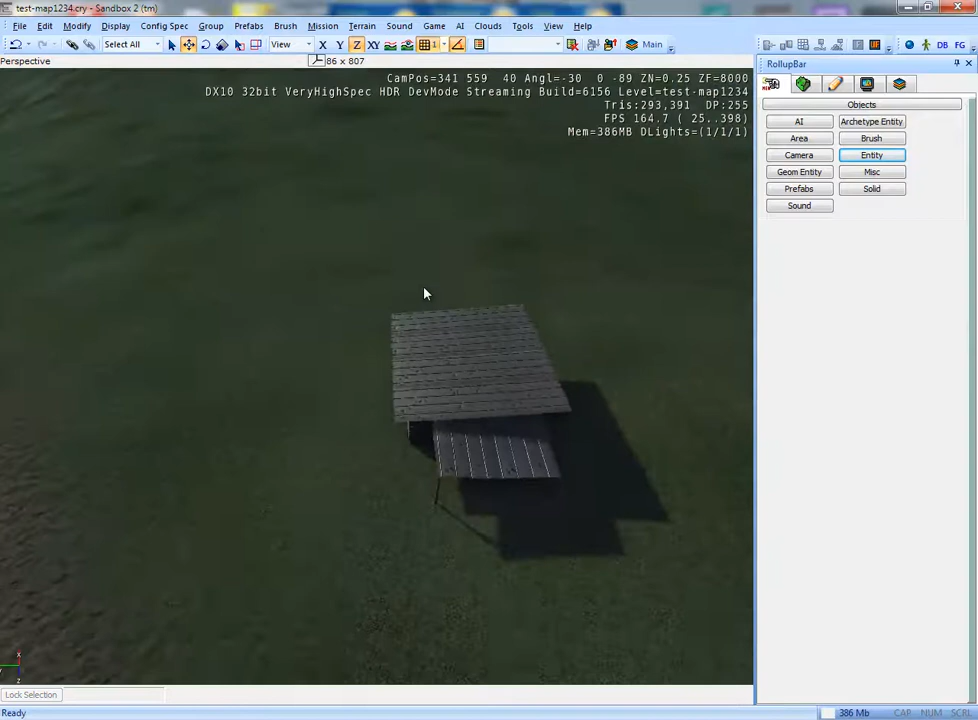 test-map1234.cry - Sandbox 2 (tm)
File Edit Modify Display Config Spec Group Prefabs Brush Mission Terrain Sound Game AI Clouds Tools View Help
Select All View X Y Z XY 1 Main DB FG
Perspective 86 x 807 RollupBar
CamPos=341 559 40 Angl=-30 0 -89 ZN=0.25 ZF=8000
DX10 32bit VeryHighSpec HDR DevMode Streaming Build=6156 Level=test-map1234
Tris:293,391 DP:255
FPS 164.7 ( 25..398)
Mem=386MB DLights=(1/1/1)
Objects
AI Archetype Entity
Area Brush
Camera Entity
Geom Entity Misc
Prefabs Solid
Sound
x
y
z
Lock Selection
Ready 386 Mb CAP NUM SCRL